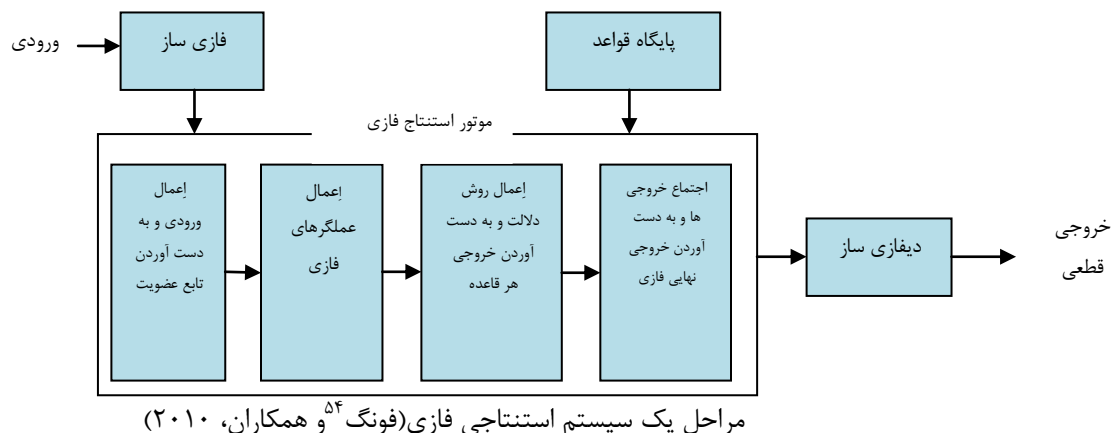 ورودی
فازی ساز
پایگاه قواعد
موتور استنتاج فازی
اِعمال
ورودی و به
دست آوردن
تابع عضویت
اِعمال
عملگرهای
فازی
اِعمال روش
دلالت و به دست
آوردن خروجی
هر قاعده
اجتماع خروجی
ها و به دست
آوردن خروجی
نهایی فازی
دیفازی ساز
خروجی
قطعی
مراحل یک سیستم استنتاجی فازی(فونگ۵۴و همکاران، ۲۰۱۰)